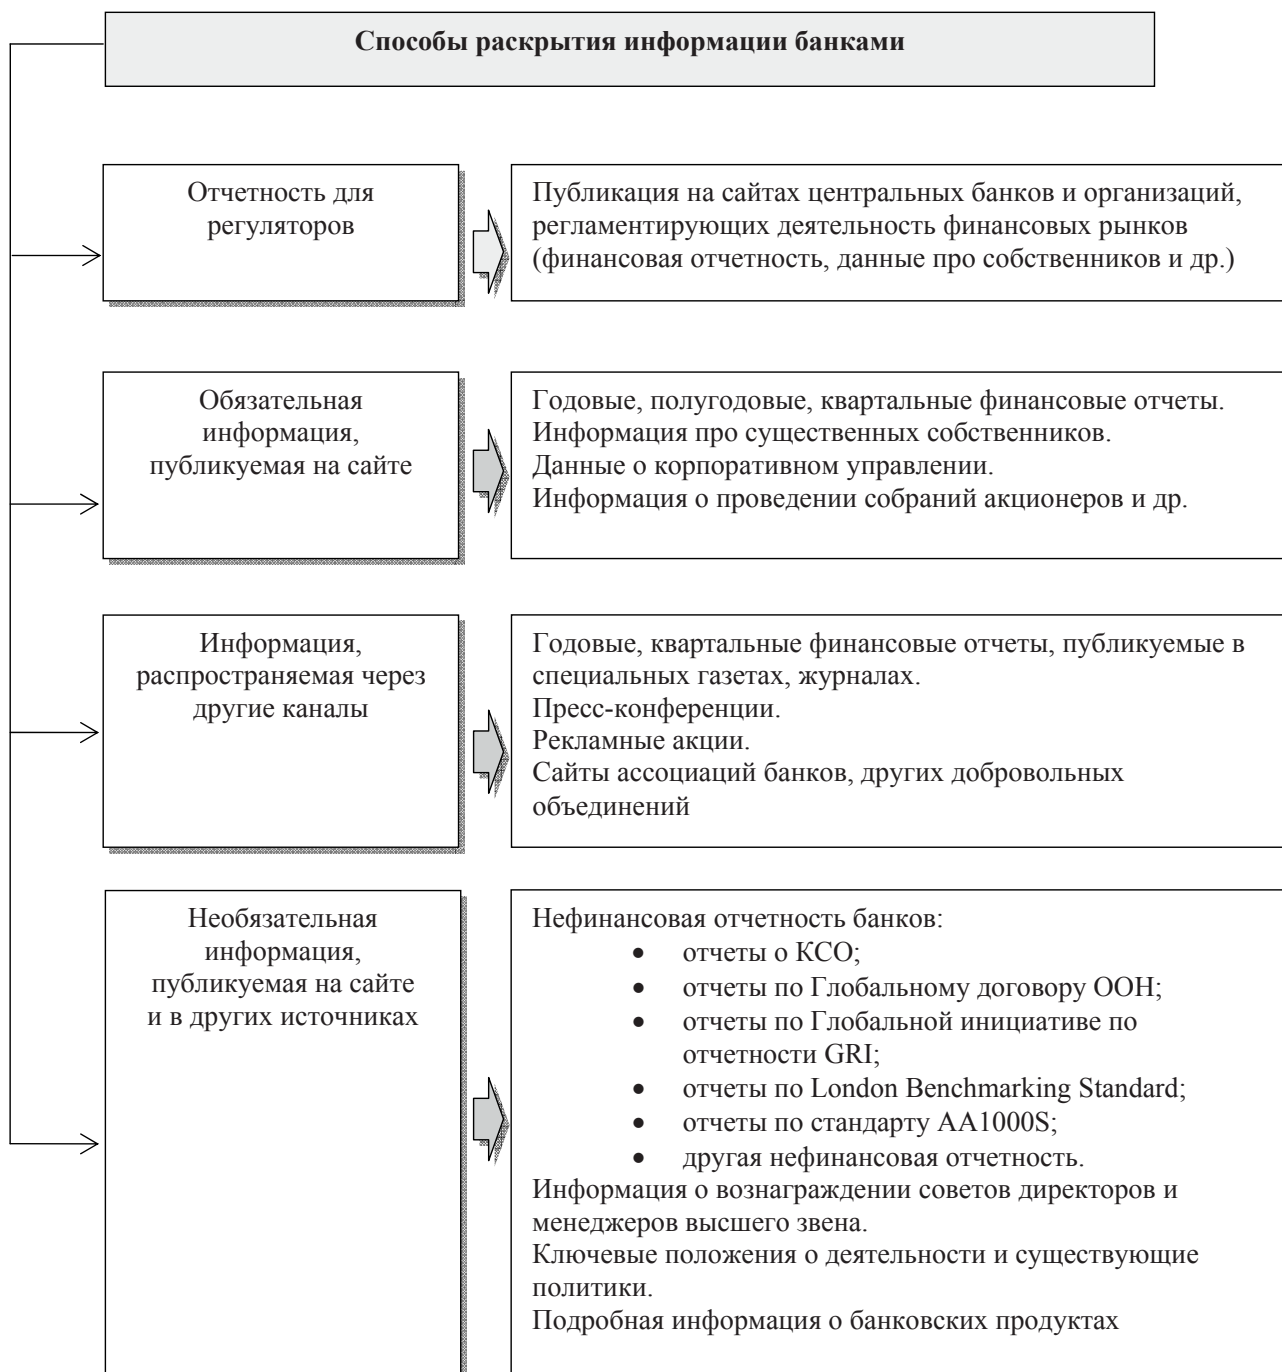 Способы раскрытия информации банками
Отчетность для
регуляторов
Публикация на сайтах центральных банков и организаций,
регламентирующих деятельность финансовых рынков
(финансовая отчетность, данные про собственников и др.)
Обязательная
информация,
публикуемая на сайте
Годовые, полугодовые, квартальные финансовые отчеты.
Информация про существенных собственников.
Данные о корпоративном управлении.
Информация о проведении собраний акционеров и др.
Информация,
распространяемая через
другие каналы
Годовые, квартальные финансовые отчеты, публикуемые в
специальных газетах, журналах.
Пресс-конференции.
Рекламные акции.
Сайты ассоциаций банков, других добровольных
объединений
Необязательная
информация,
публикуемая на сайте
и в других источниках
Нефинансовая отчетность банков:
• отчеты о КСО;
• отчеты по Глобальному договору ООН;
• отчеты по Глобальной инициативе по
отчетности GRI;
• отчеты по London Benchmarking Standard;
• отчеты по стандарту AA1000S;
• другая нефинансовая отчетность.
Информация о вознаграждении советов директоров и
менеджеров высшего звена.
Ключевые положения о деятельности и существующие
политики.
Подробная информация о банковских продуктах